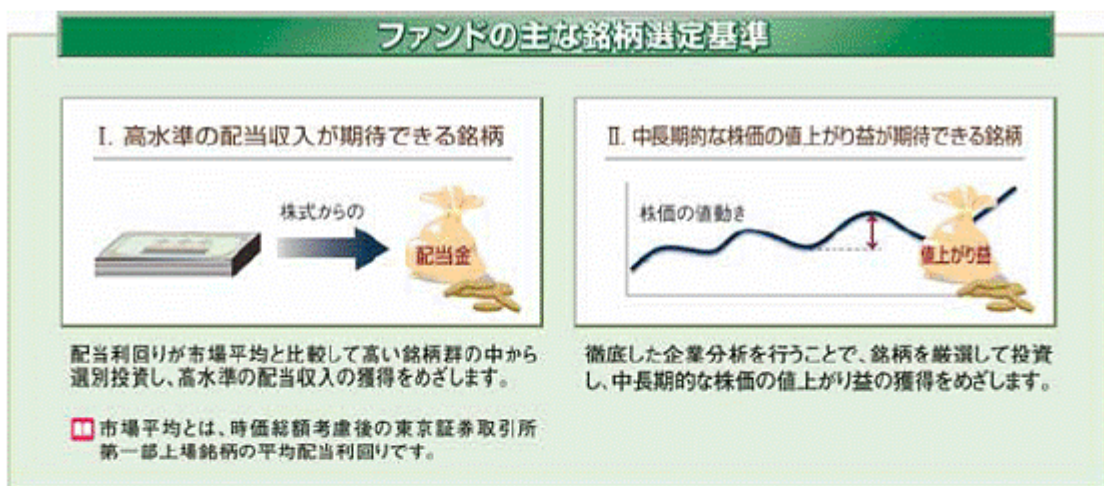 ファンドの主な銘柄選定基準
Ⅰ. 高水準の配当収入が期待できる銘柄
株式からの
配当金
配当利回りが市場平均と比較して高い銘柄群の中から
選別投資し、高水準の配当収入の獲得をめざします。
市場平均とは、時価総額考慮後の東京証券取引所
第一部上場銘柄の平均配当利回りです。
Ⅱ. 中長期的な株価の値上がり益が期待できる銘柄
株価の値動き
値上がり益
徹底した企業分析を行うことで、銘柄を厳選して投資
し、中長期的な株価の値上がり益の獲得をめざします。